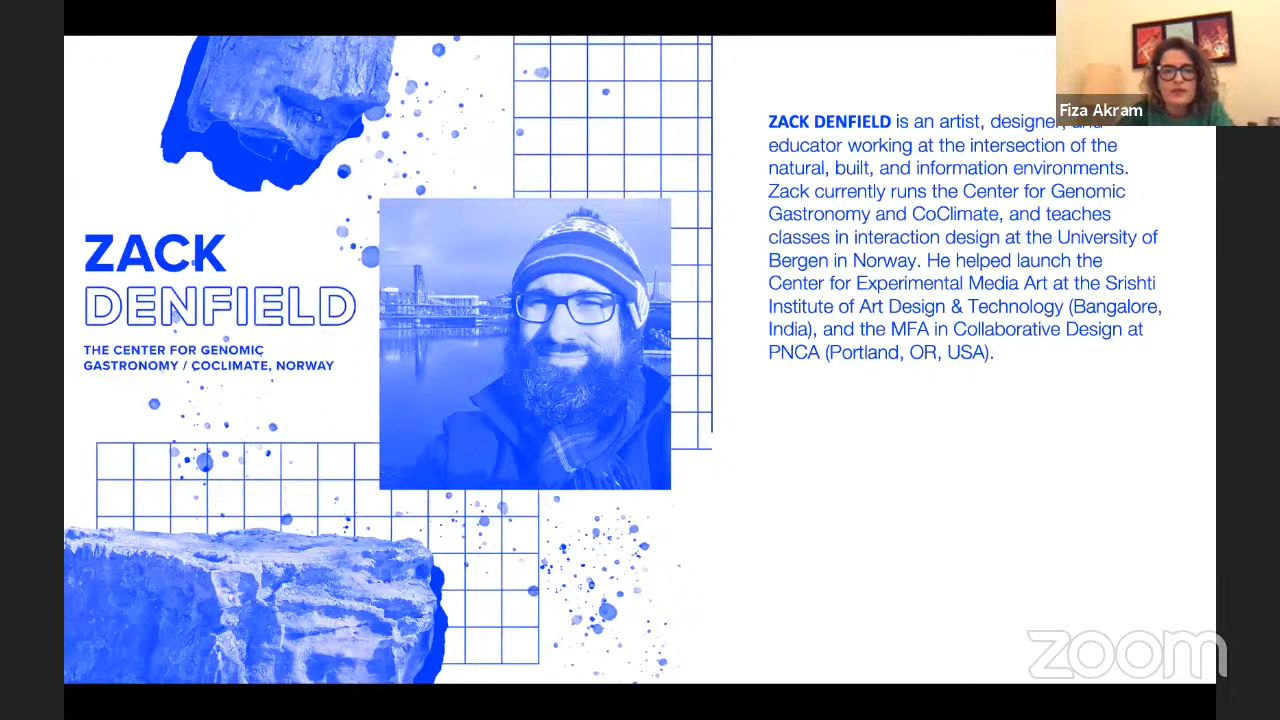 ZACK
DENFIELD
THE CENTER FOR GENOMIC
GASTRONOMY / COCLIMATE, NORWAY
ZACK DENFIELD is an artist, designer, and
educator working at the intersection of the
natural, built, and information environments.
Zack currently runs the Center for Genomic
Gastronomy and CoClimate, and teaches
classes in interaction design at the University of
Bergen in Norway. He helped launch the
Center for Experimental Media Art at the Srishti
Institute of Art Design & Technology (Bangalore,
India), and the MFA in Collaborative Design at
PNCA (Portland, OR, USA).
Fiza Akram
zoom